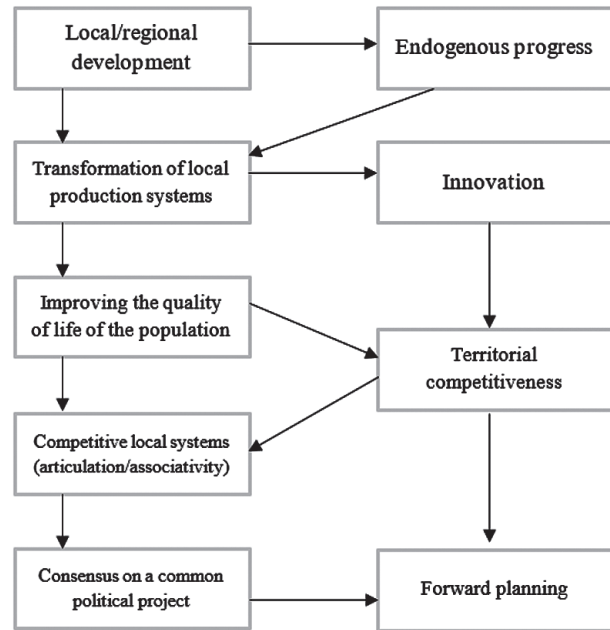 Local/regional
development
Endogenous progress
Transformation of local
production systems
Innovation
Improving the quality
of life of the population
Territorial
competitiveness
Competitive local systems
(articulation/associativity)
Consensus on a common
political project
Forward planning